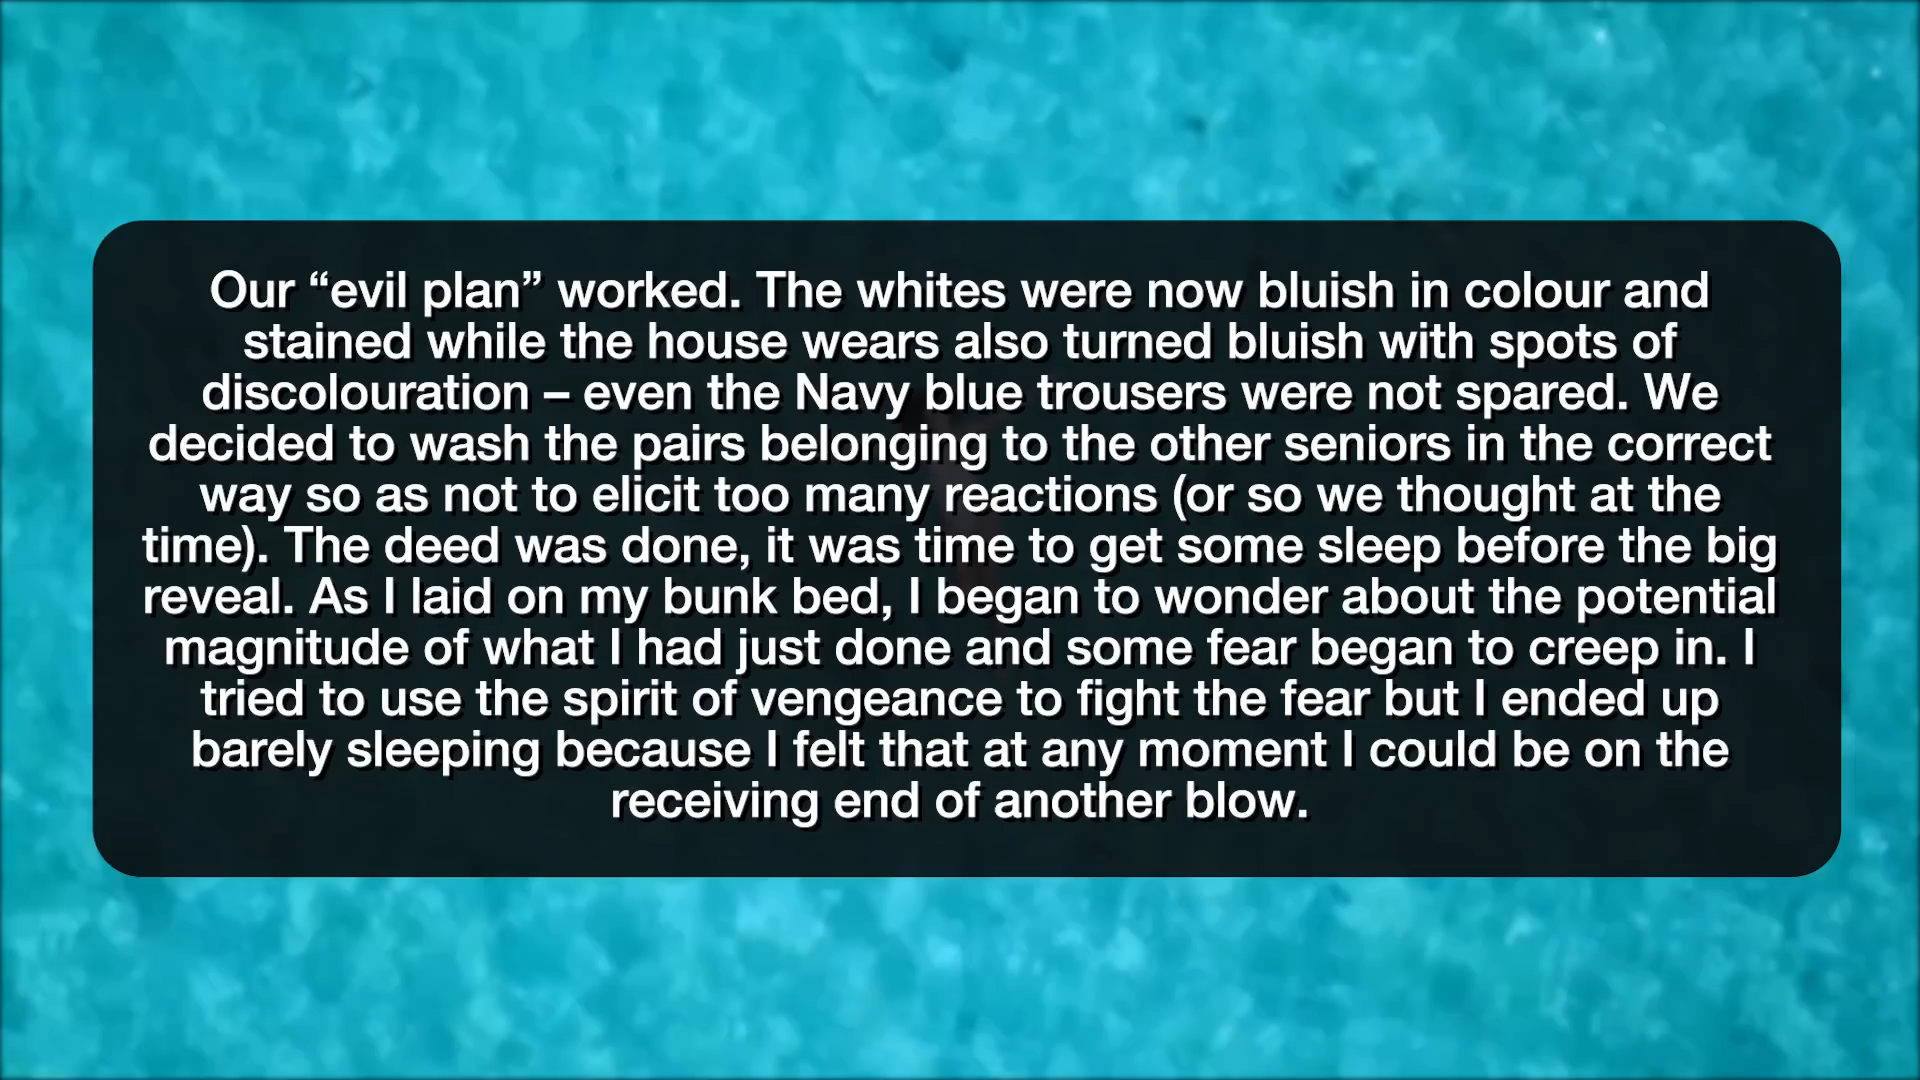 Our “evil plan” worked. The whites were now bluish in colour and
stained while the house wears also turned bluish with spots of
discolouration – even the Navy blue trousers were not spared. We
decided to wash the pairs belonging to the other seniors in the correct
way so as not to elicit too many reactions (or so we thought at the
time). The deed was done, it was time to get some sleep before the big
reveal. As I laid on my bunk bed, I began to wonder about the potential
magnitude of what I had just done and some fear began to creep in. I
tried to use the spirit of vengeance to fight the fear but I ended up
barely sleeping because I felt that at any moment I could be on the
receiving end of another blow.